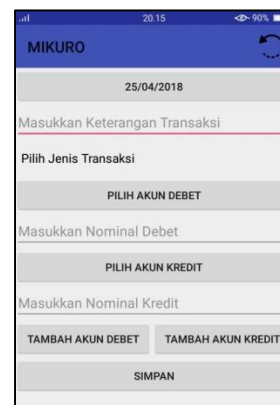 20.15 90%
MIKURO
25/04/2018
Masukkan Keterangan Transaksi
Pilih Jenis Transaksi
PILIH AKUN DEBET
Masukkan Nominal Debet
PILIH AKUN KREDIT
Masukkan Nominal Kredit
TAMBAH AKUN DEBET TAMBAH AKUN KREDIT
SIMPAN